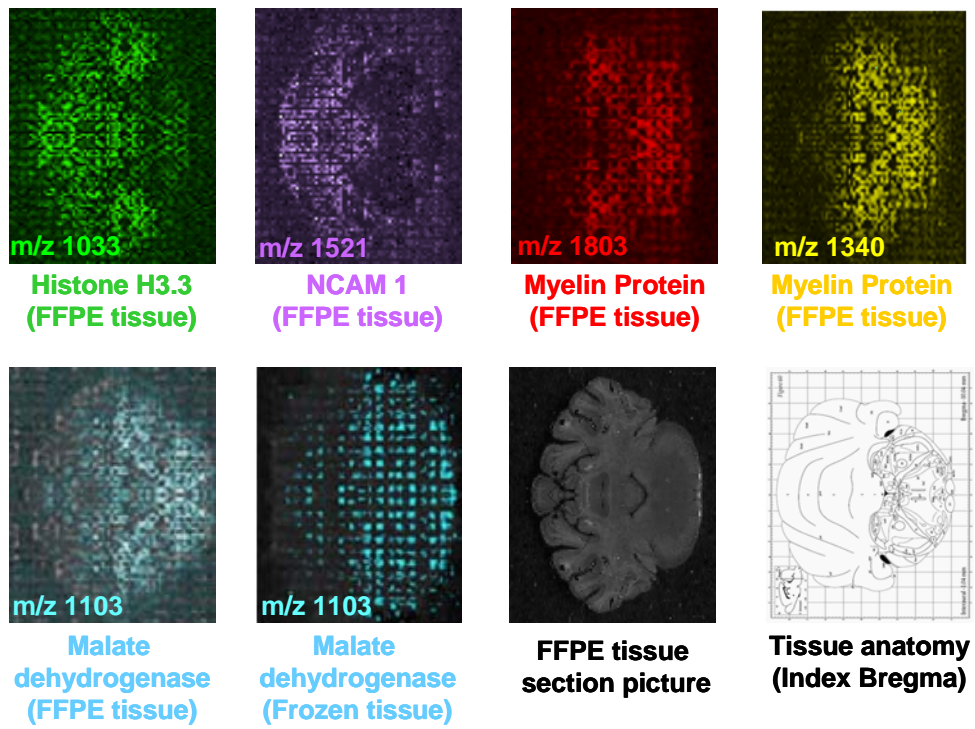 m/z 1033
m/z 1521
m/z 1803
m/z 1340
Histone H3.3
(FFPE tissue)
NCAM 1
(FFPE tissue)
Myelin Protein
(FFPE tissue)
Myelin Protein
(FFPE tissue)
m/z 1103
m/z 1103
Malate
dehydrogenase
(FFPE tissue)
Malate
dehydrogenase
(Frozen tissue)
FFPE tissue
section picture
Tissue anatomy
(Index Bregma)